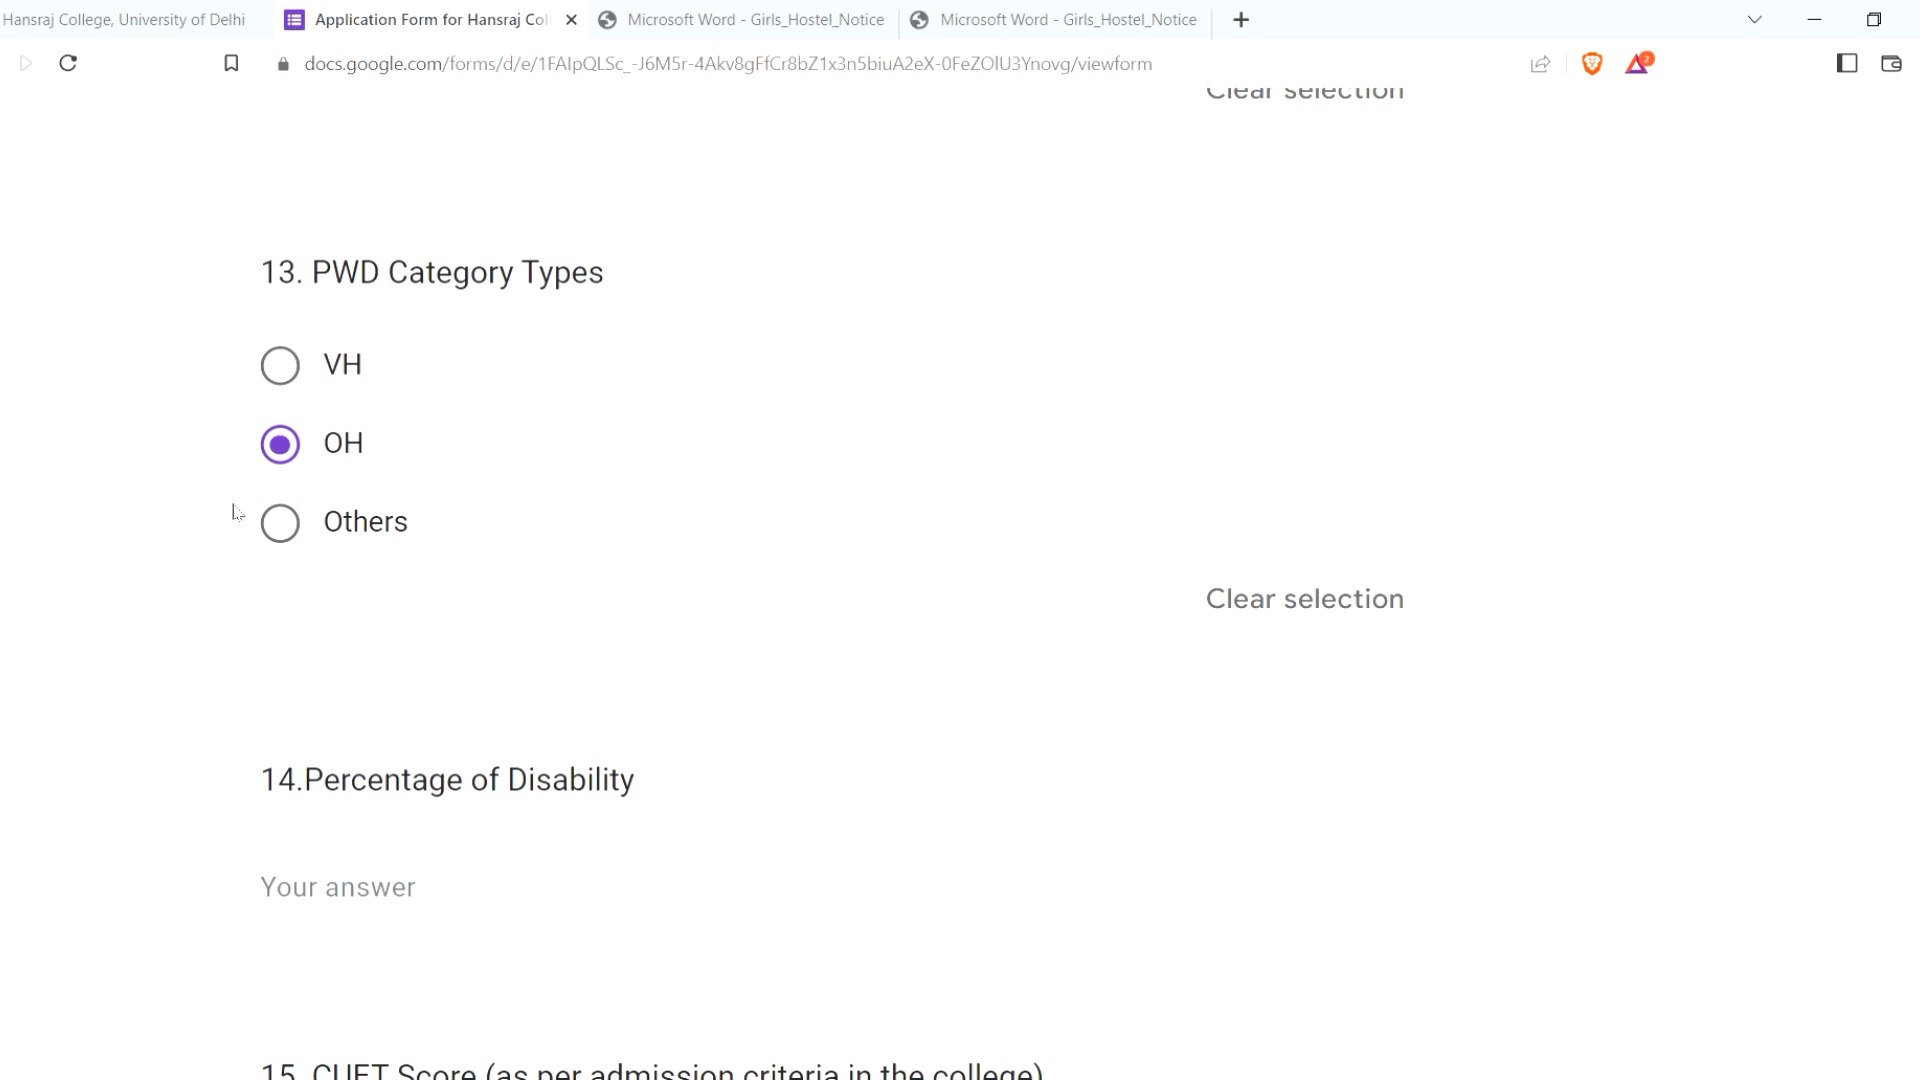 Hansraj College, University of Delhi
Application Form for Hansraj Col
Microsoft Word - Girls_Hostel_Notice
Microsoft Word - Girls_Hostel_Notice
docs.google.com/forms/d/e/1FAIpQLSc_-J6M5r-4Akv8gFfCr8bZ1x3n5biuA2eX-0FeZOlU3Ynovg/viewform
2
Clear selection
13. PWD Category Types
VH
OH
Others
Clear selection
14.Percentage of Disability
Your answer
15. CUET Score (as per admission criteria in the college)